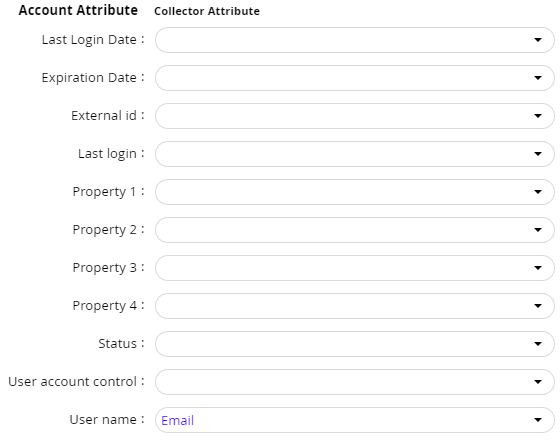 Account Attribute Collector Attribute
Last Login Date :
Expiration Date :
External id :
Last login :
Property 1 :
Property 2 :
Property 3 :
Property 4 :
Status :
User account control :
User name : Email